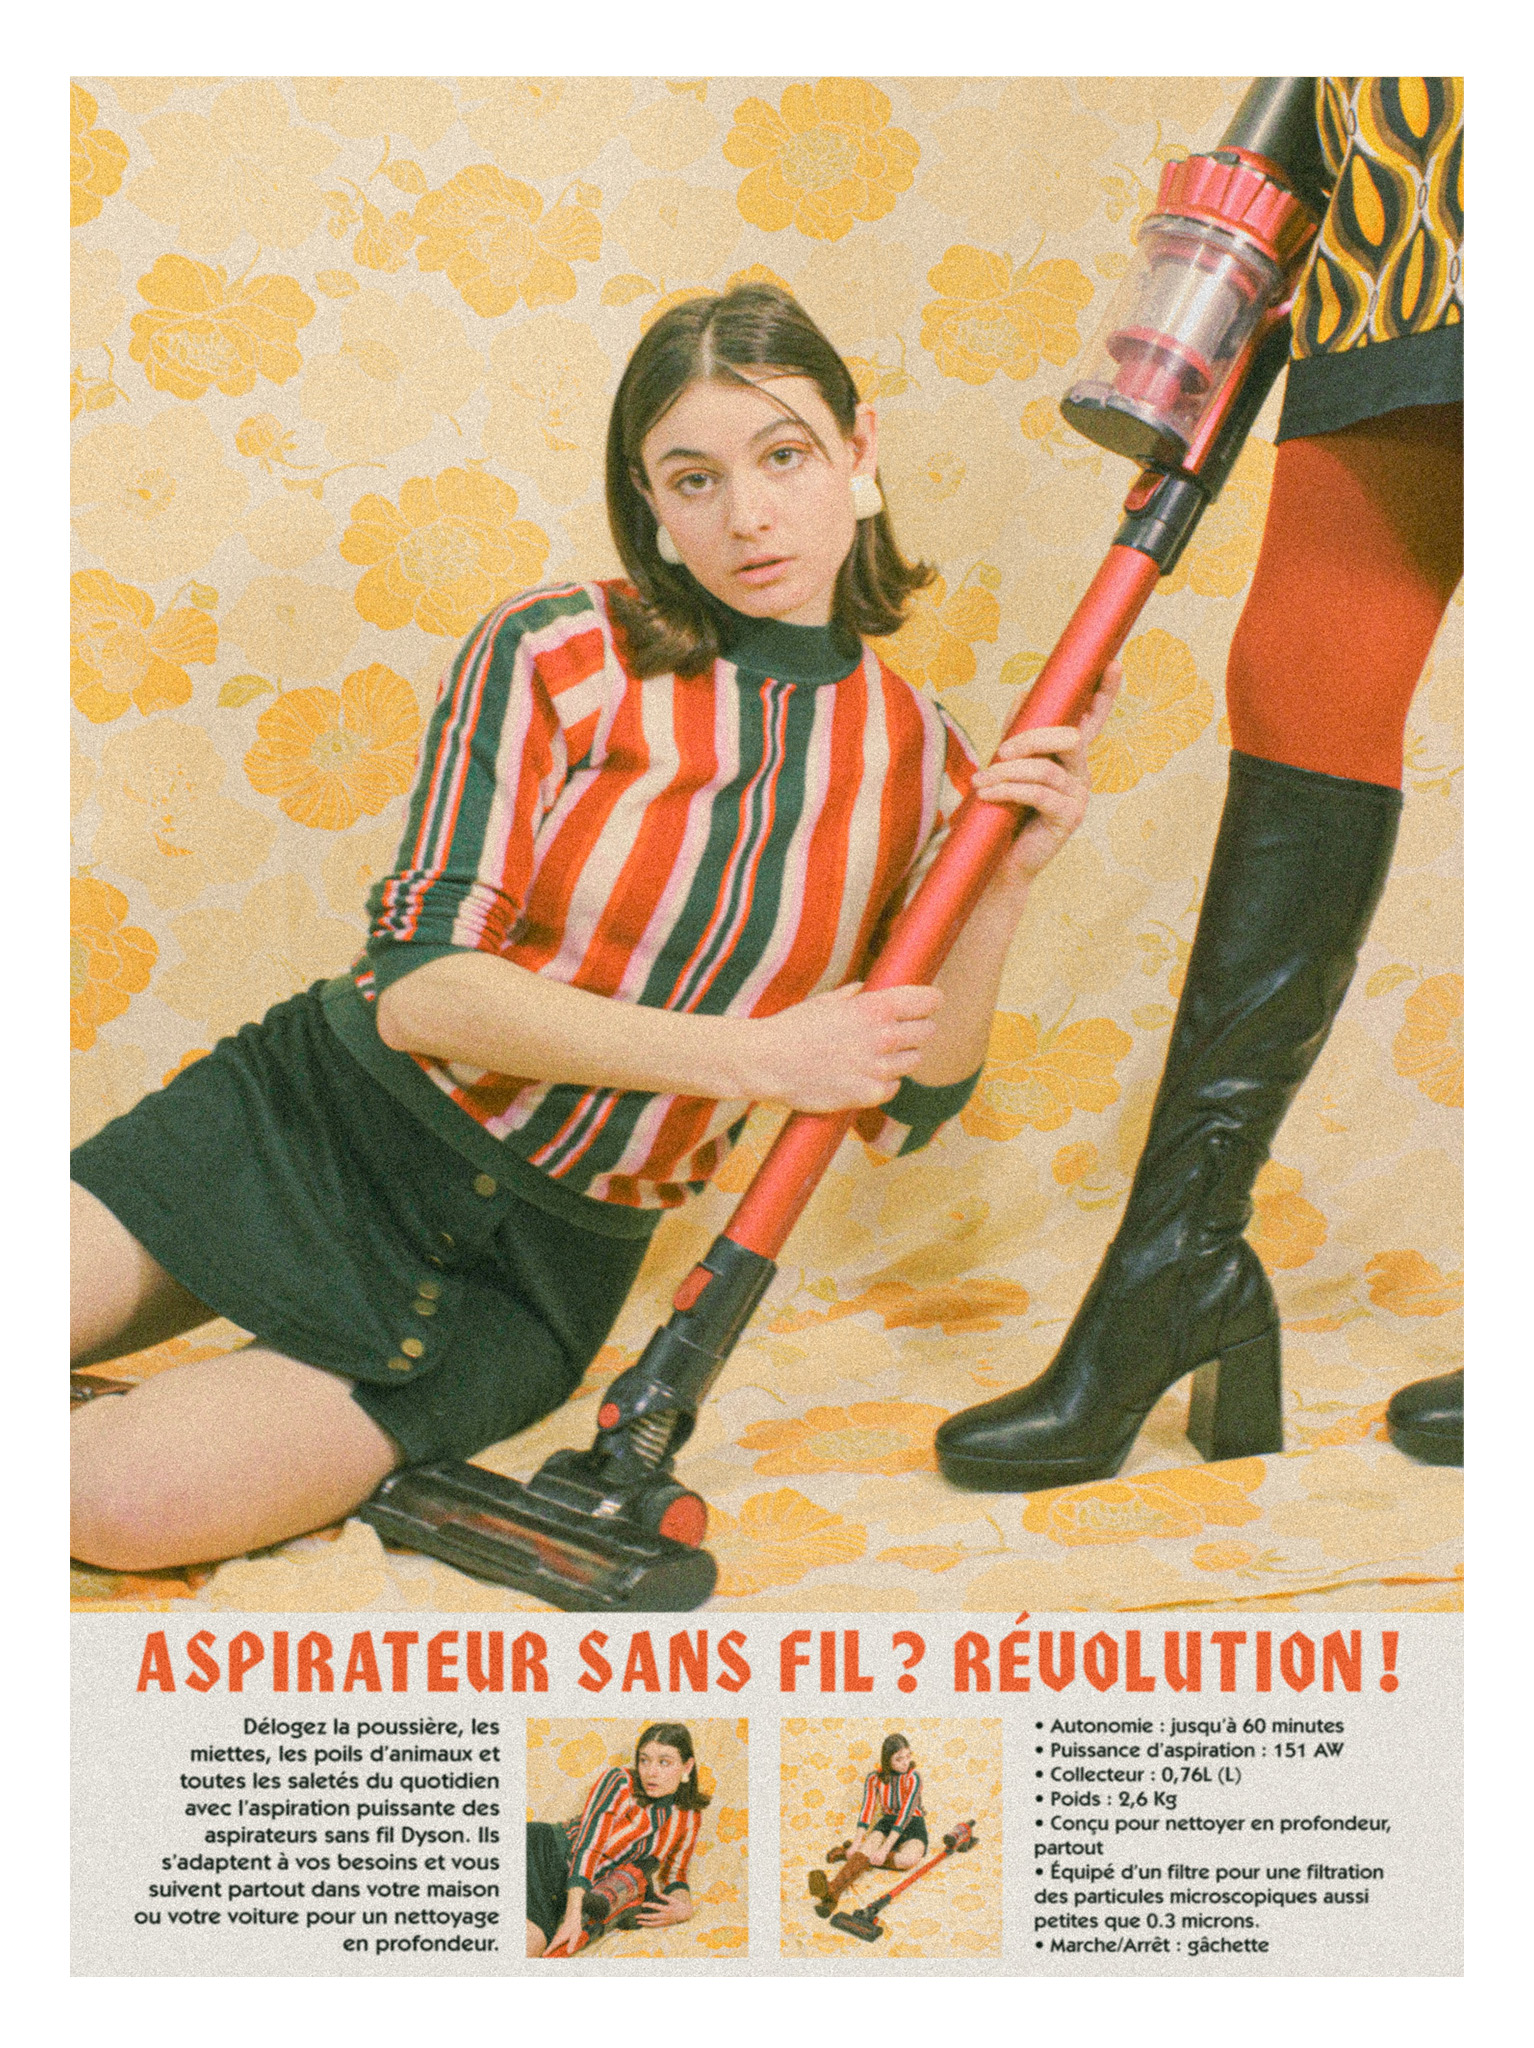 ASPIRATEUR SANS FIL ? RÉVOLUTION !
Délogez la poussière, les
miettes, les poils d'animaux et
toutes les saletés du quotidien
avec l'aspiration puissante des
aspirateurs sans fil Dyson. Ils
s'adaptent à vos besoins et vous
suivent partout dans votre maison
ou votre voiture pour un nettoyage
en profondeur.
• Autonomie : jusqu'à 60 minutes
• Puissance d'aspiration : 151 AW
• Collecteur : 0,76L (L)
• Poids : 2,6 Kg
• Conçu pour nettoyer en profondeur,
partout
• Équipé d'un filtre pour une filtration
des particules microscopiques aussi
petites que 0.3 microns.
• Marche/Arrêt : gâchette